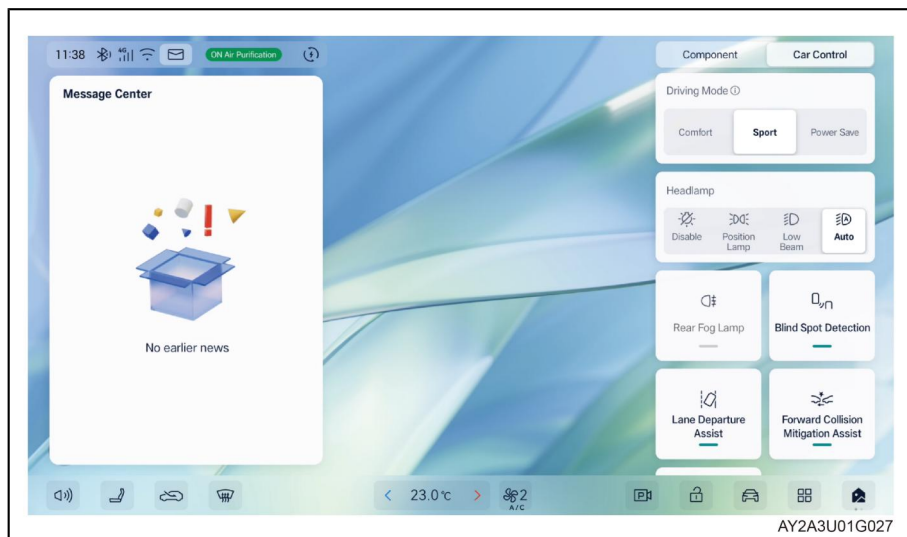 11:38
4G
ON Air Purification
Component
Car Control
Message Center
No earlier news
Driving Mode
Comfort
Sport
Power Save
Headlamp
A
Disable
Position
Lamp
Low
Beam
Auto
Rear Fog Lamp
Blind Spot Detection
Lane Departure
Assist
Forward Collision
Mitigation Assist
23.0 °C
2
A/C
P
AY2A3U01G027